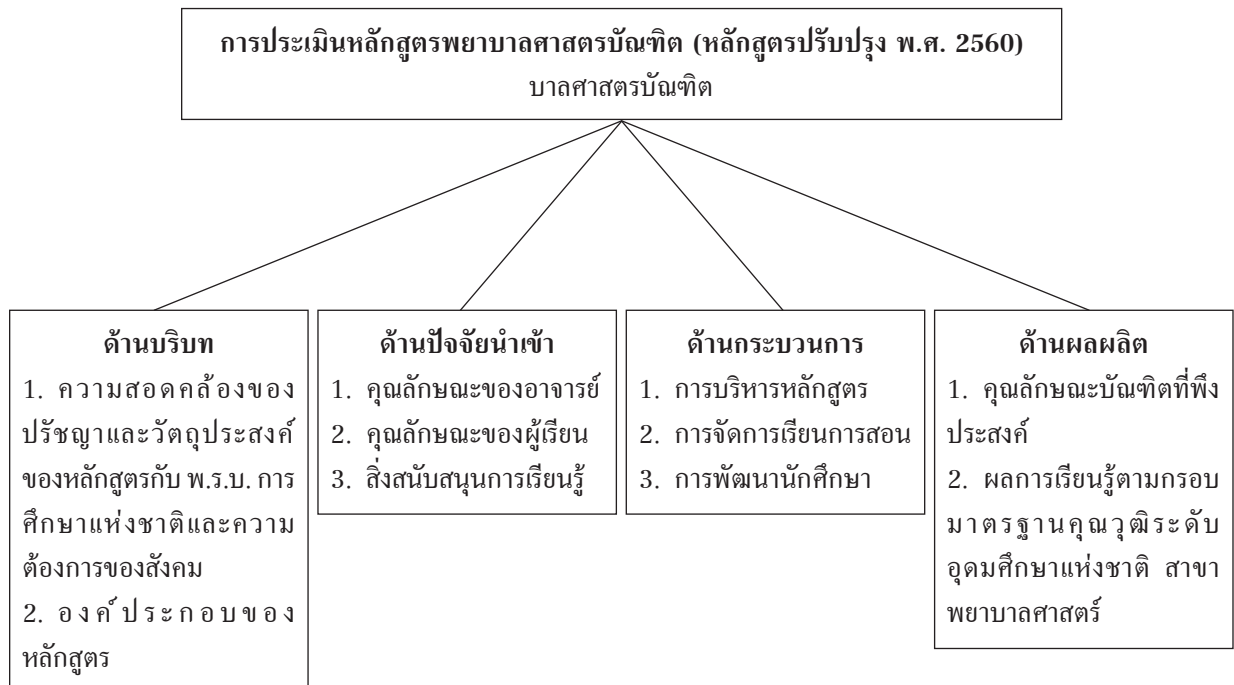 การประเมินหลักสูตรพยาบาลศาสตรบัณฑิต (หลักสูตรปรับปรุง พ.ศ. 2560)
บาลศาสตรบัณฑิต
ด้านบริบท
1. ความสอดคล้องของ
ปรัชญาและวัตถุประสงค์
ของหลักสูตรกับ พ.ร.บ. การ
ศึกษาแห่งชาติและความ
ต้องการของสังคม
2. องค์ประกอบของ
หลักสูตร
ด้านปัจจัยนำเข้า
1. คุณลักษณะของอาจารย์
2. คุณลักษณะของผู้เรียน
3. สิ่งสนับสนุนการเรียนรู้
ด้านกระบวนการ
1. การบริหารหลักสูตร
2. การจัดการเรียนการสอน
3. การพัฒนานักศึกษา
ด้านผลผลิต
1. คุณลักษณะบัณฑิตที่พึง
ประสงค์
2. ผลการเรียนรู้ตามกรอบ
มาตรฐานคุณวุฒิระดับ
อุดมศึกษาแห่งชาติ สาขา
พยาบาลศาสตร์